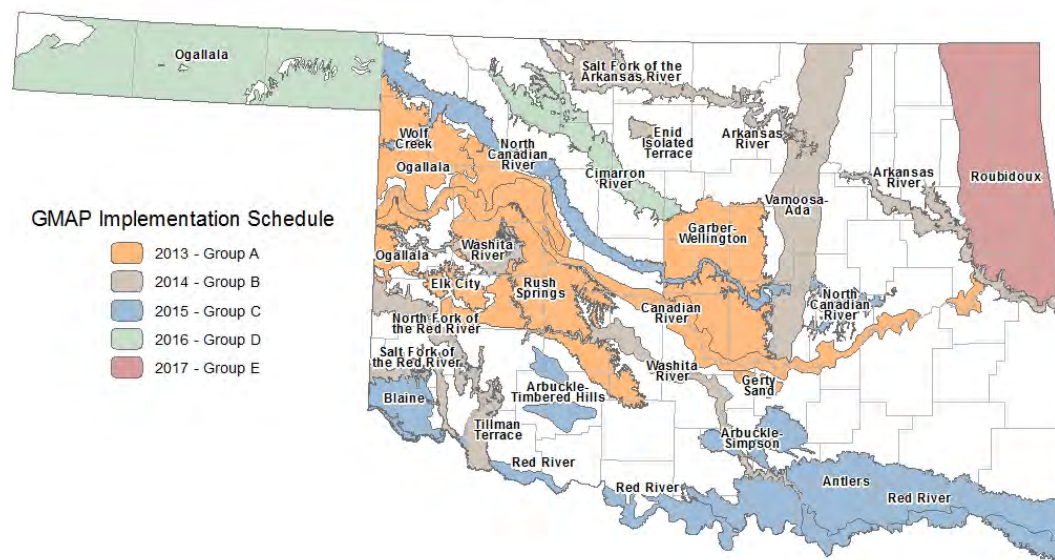 Ogallala
Salt Fork of the
Arkansas River
Wolf
Creek
North
Canadian
River
Enid
Isolated
Terrace
Arkansas
River
Ogallala
Cimarron
River
Arkansas
River
Roubidoux
Vamoosa-
Ada
GMAP Implementation Schedule
2013 - Group A
2014 - Group B
2015 - Group C
2016 - Group D
2017 - Group E
Garber-
Wellington
Washita
River
Ogallala
Elk City
Rush
Springs
North
Canadian
River
Canadian
River
North Fork of
the Red River
Salt Fork of
the Red River
Washita
River
Gerty
Sand
Blaine
Arbuckle-
Timbered Hills
Tillman
Terrace
Arbuckle-
Simpson
Red River
Red River
Antlers
Red River